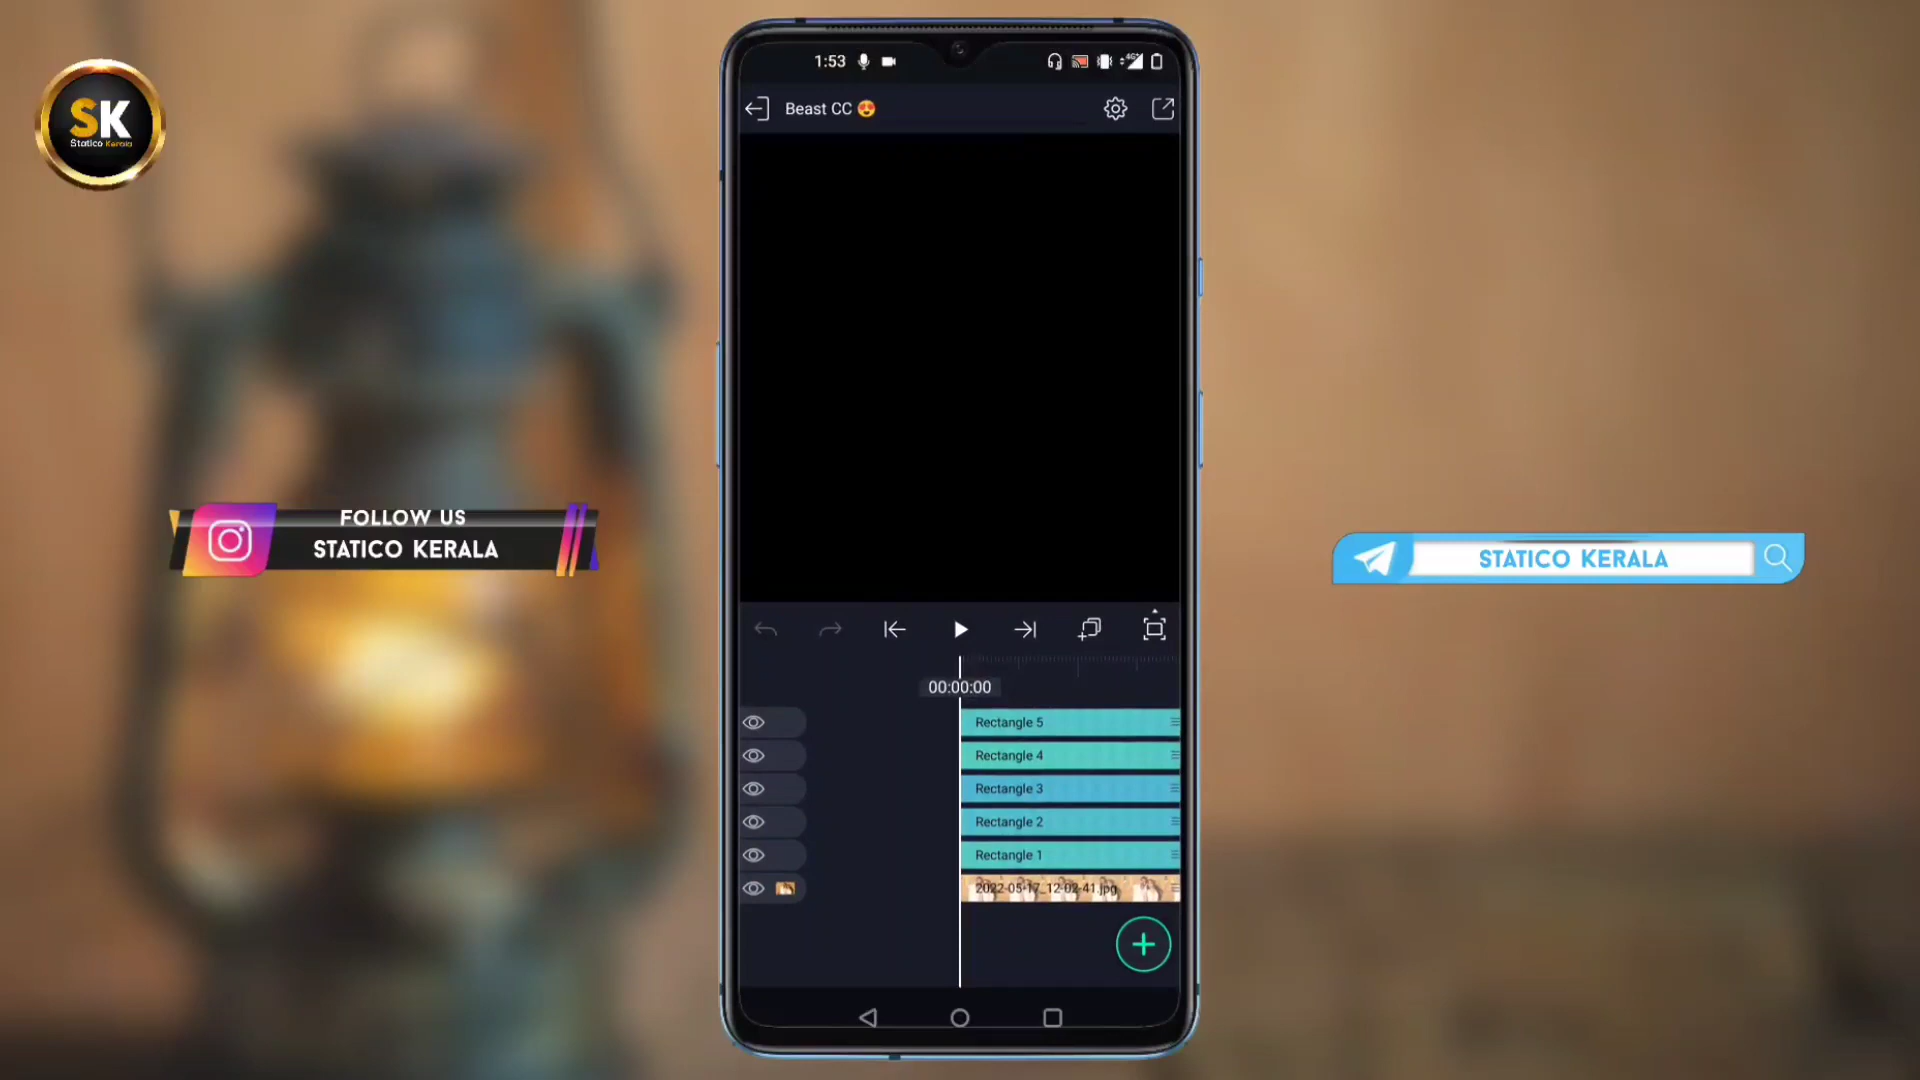 SK
Statico Kerala
1:53
4G
Beast CC 😍
FOLLOW US
STATICO KERALA
STATICO KERALA
00:00:00
Rectangle 5
Rectangle 4
Rectangle 3
Rectangle 2
Rectangle 1
2022-05-17_12-02-41.jpg